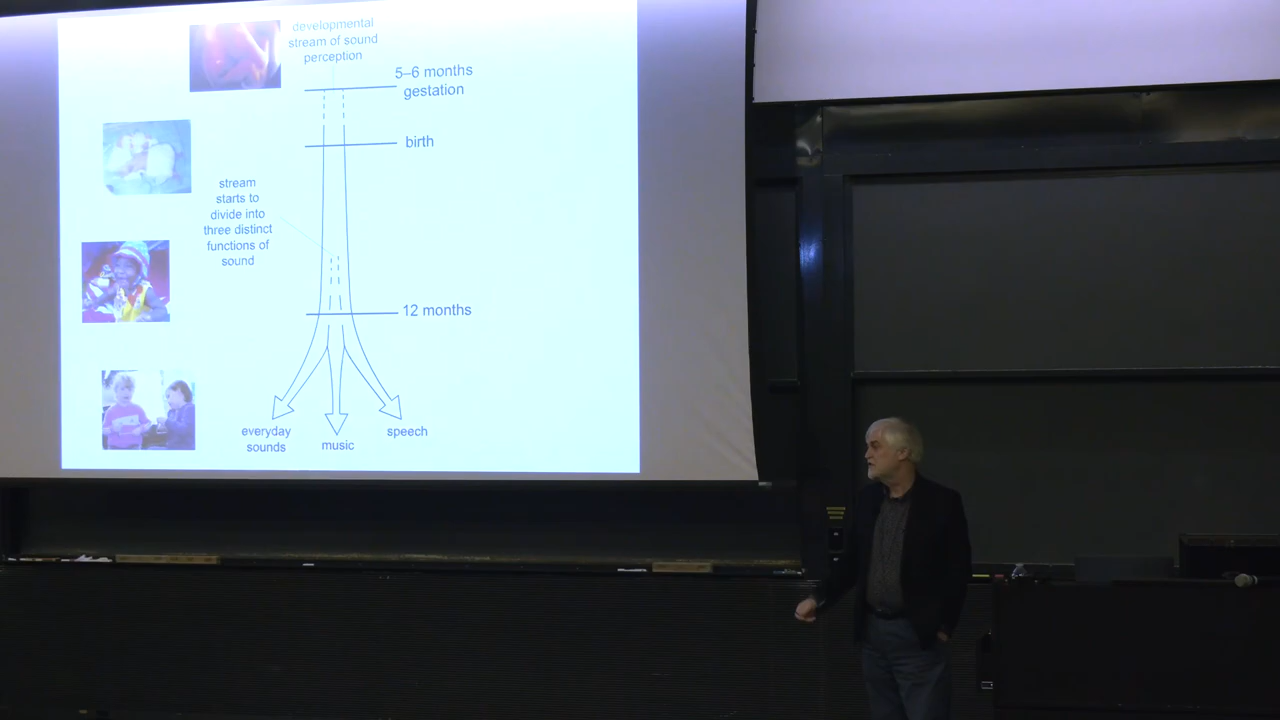 developmental
stream of sound
perception
5–6 months
gestation
birth
stream
starts to
divide into
three distinct
functions of
sound
12 months
everyday
sounds
music
speech